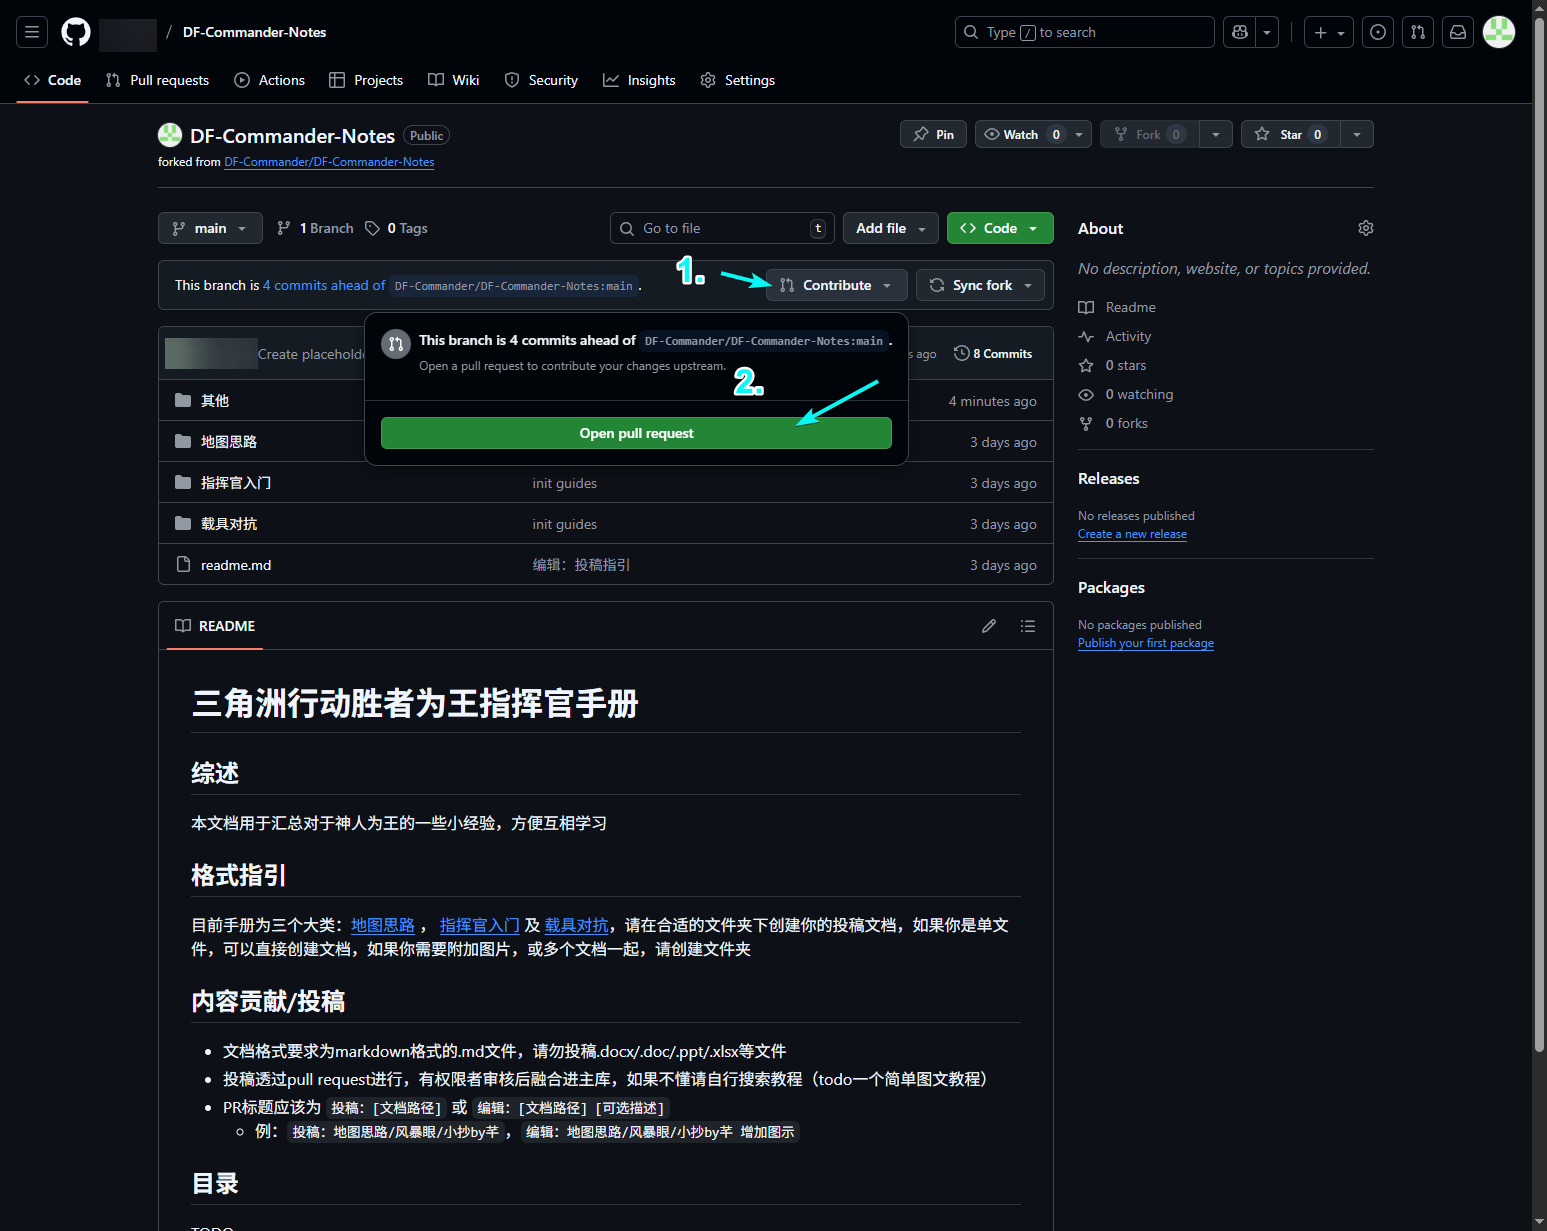 / DF-Commander-Notes
Type / to search
Code
Pull requests
Actions
Projects
Wiki
Security
Insights
Settings
DF-Commander-Notes Public
Pin
Watch 0
Fork 0
Star 0
forked from DF-Commander/DF-Commander-Notes
main
1 Branch
0 Tags
Go to file t
Add file
Code
This branch is 4 commits ahead of DF-Commander/DF-Commander-Notes:main .
1.
Contribute
Sync fork
This branch is 4 commits ahead of DF-Commander/DF-Commander-Notes:main .
Open a pull request to contribute your changes upstream.
2.
Open pull request
Create placeholde
s ago
8 Commits
其他
4 minutes ago
地图思路
3 days ago
指挥官入门
init guides
3 days ago
载具对抗
init guides
3 days ago
readme.md
编辑：投稿指引
3 days ago
README
三角洲行动胜者为王指挥官手册
综述
本文档用于汇总对于神人为王的一些小经验，方便互相学习
格式指引
目前手册为三个大类：地图思路 ， 指挥官入门 及 载具对抗，请在合适的文件夹下创建你的投稿文档，如果你是单文
件，可以直接创建文档，如果你需要附加图片，或多个文档一起，请创建文件夹
内容贡献/投稿
文档格式要求为markdown格式的.md文件，请勿投稿.docx/.doc/.ppt/.xlsx等文件
投稿透过pull request进行，有权限者审核后融合进主库，如果不懂请自行搜索教程（todo一个简单图文教程）
PR标题应该为 投稿：[文档路径] 或 编辑：[文档路径] [可选描述]
例： 投稿：地图思路/风暴眼/小抄by芊 ， 编辑：地图思路/风暴眼/小抄by芊 增加图示
目录
TODO
About
No description, website, or topics provided.
Readme
Activity
0 stars
0 watching
0 forks
Releases
No releases published
Create a new release
Packages
No packages published
Publish your first package